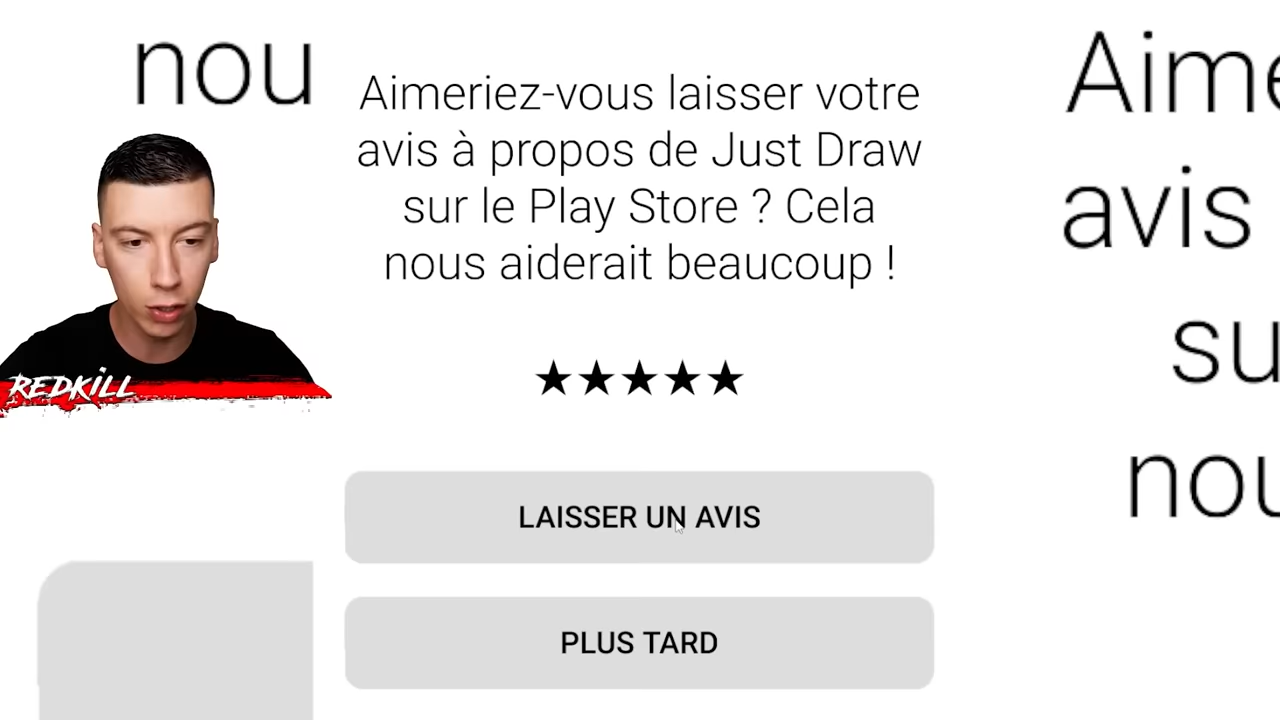 nou
Aimeriez-vous laisser votre
avis à propos de Just Draw
sur le Play Store ? Cela
nous aiderait beaucoup !
★★★★★
LAISSER UN AVIS
PLUS TARD
REDKILL
Aime
avis
su
nou